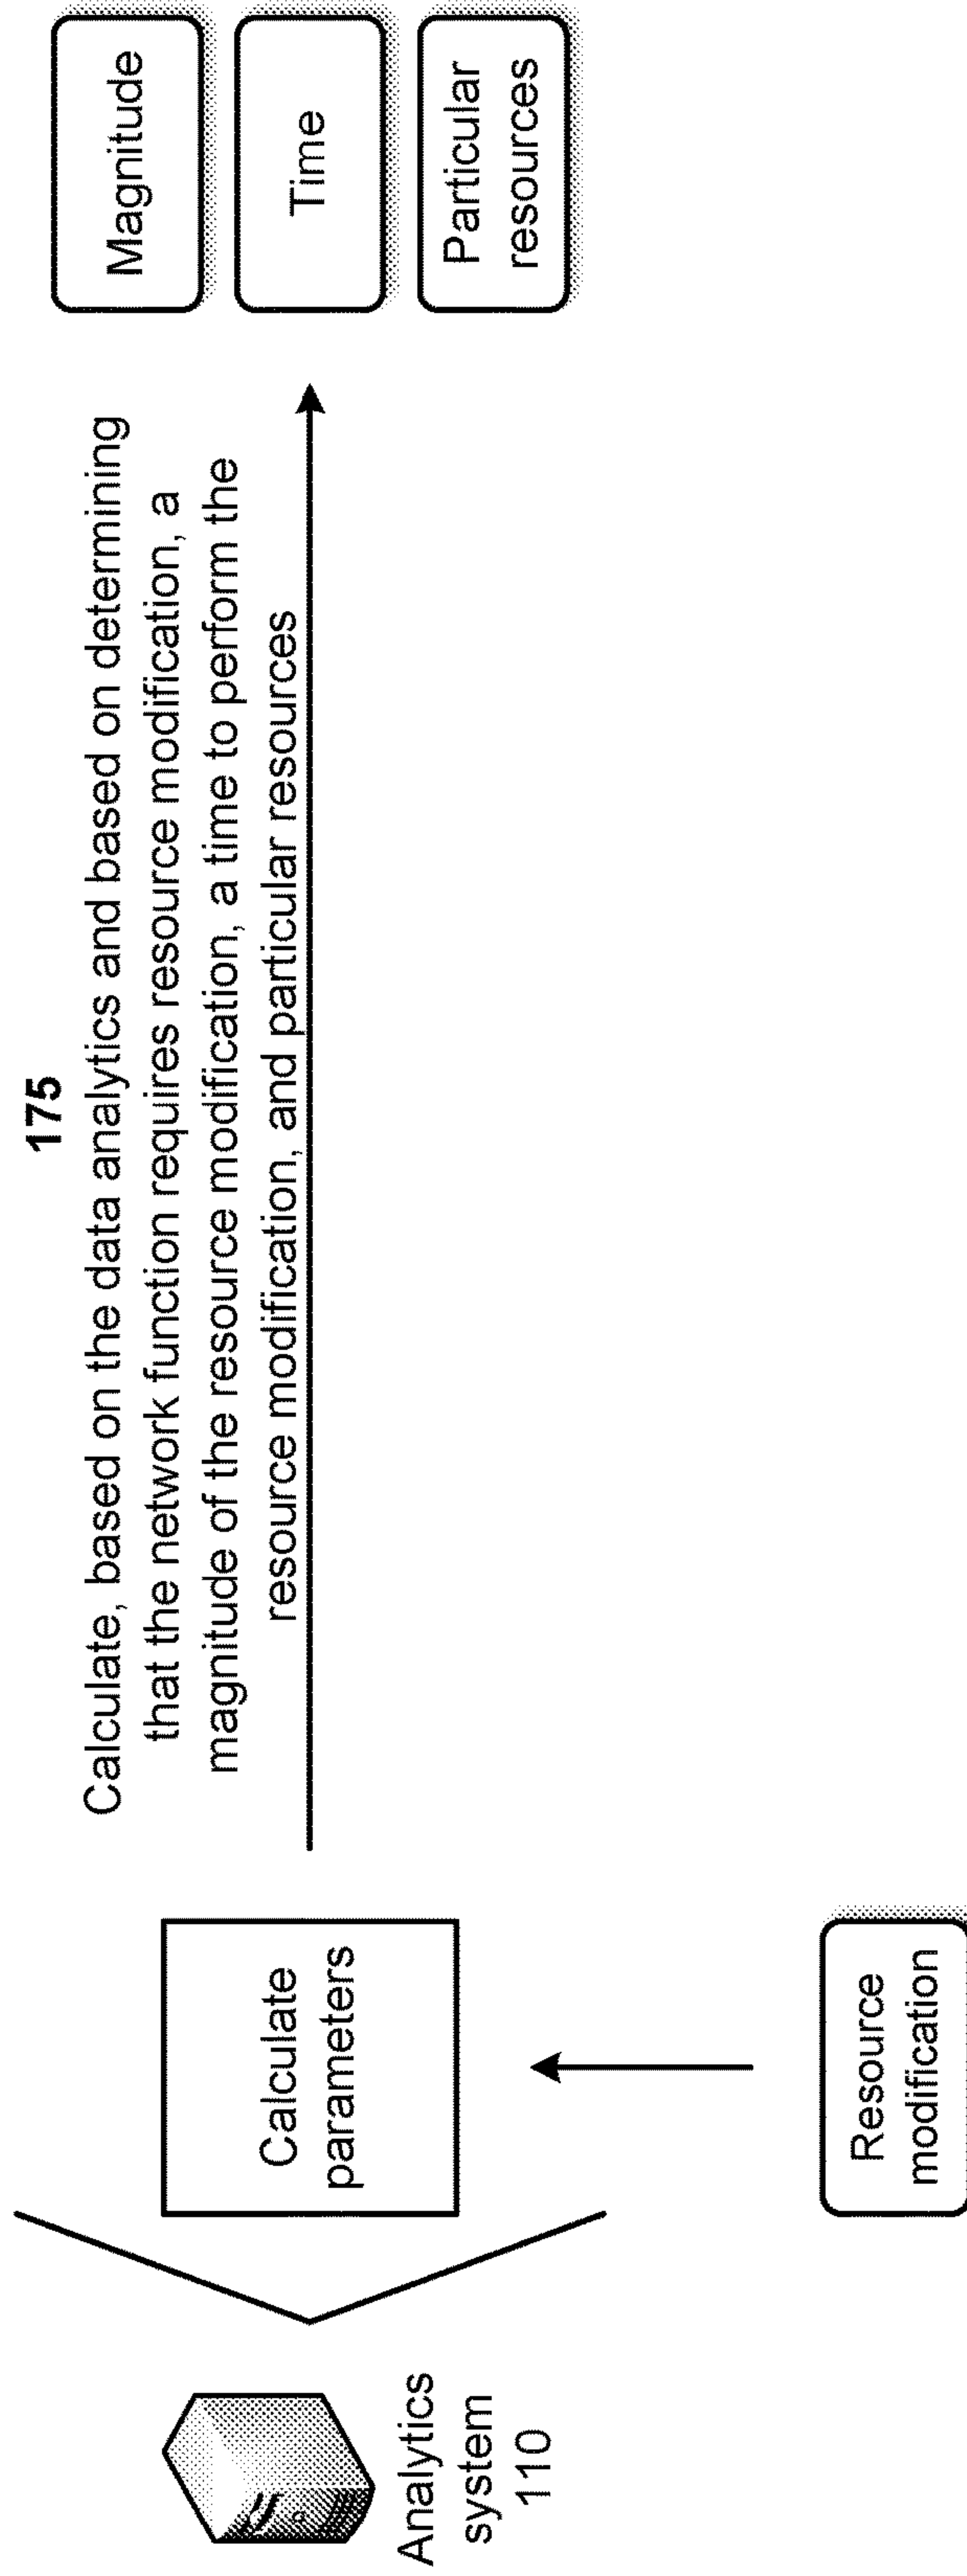 175
Calculate, based on the data analytics and based on determining
that the network function requires resource modification, a
magnitude of the resource modification, a time to perform the
resource modification, and particular resources
Analytics
system
110
Calculate
parameters
Resource
modification
Magnitude
Time
Particular
resources